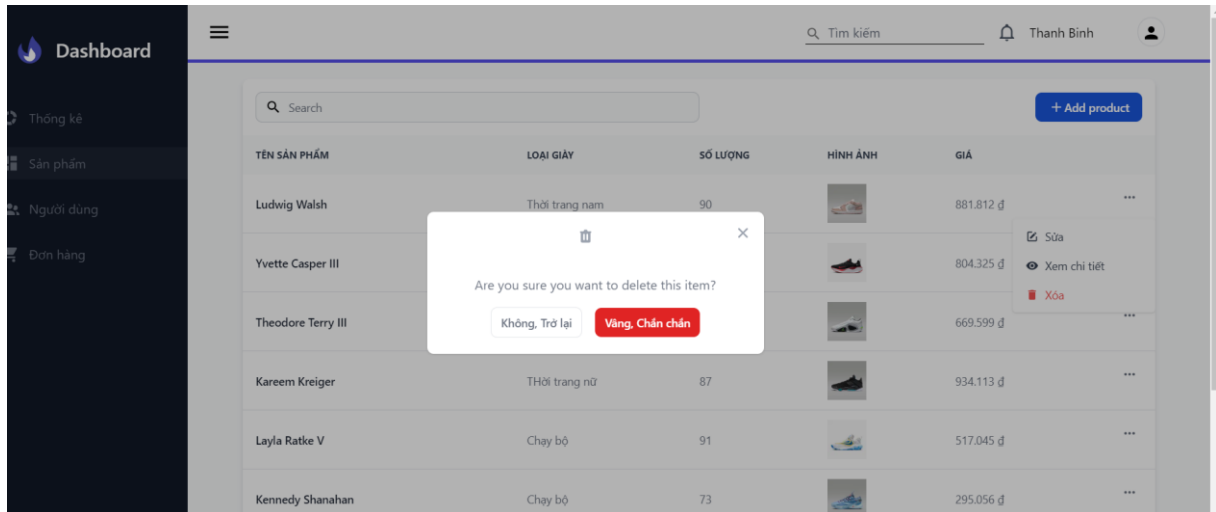 Dashboard
Tìm kiếm
Thanh Binh
Thống kê
Sản phẩm
Người dùng
Đơn hàng
Search
+ Add product
TÊN SẢN PHẨM LOẠI GIÀY SỐ LƯỢNG HÌNH ẢNH GIÁ
Ludwig Walsh Thời trang nam 90 881.812 ₫
Yvette Casper III 804.325 ₫
Theodore Terry III 669.599 ₫
Kareem Kreiger THời trang nữ 87 934.113 ₫
Layla Ratke V Chạy bộ 91 517.045 ₫
Kennedy Shanahan Chạy bộ 73 295.056 ₫
Sửa
Xem chi tiết
Xóa
Are you sure you want to delete this item?
Không, Trở lại
Vâng, Chắn chắn